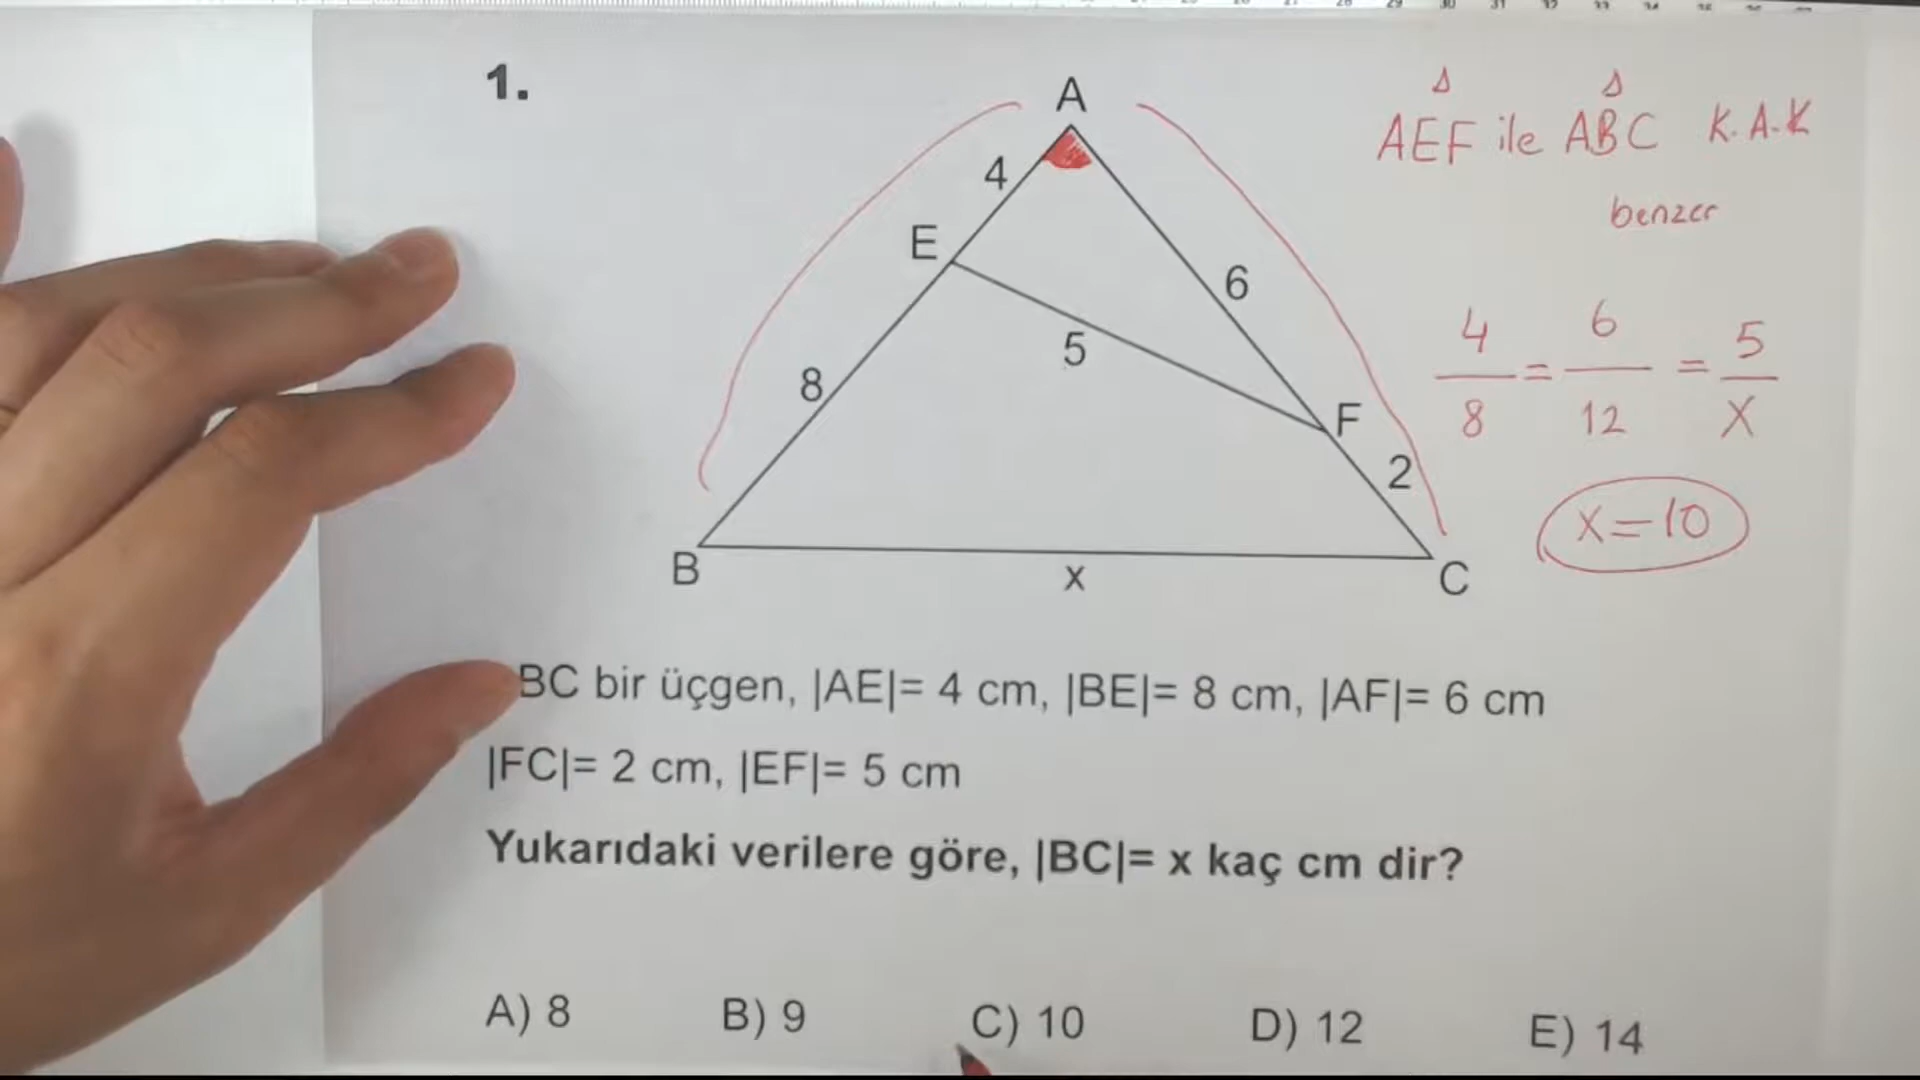 1.
A
4
E
8
5
6
F
2
B
x
C
AEF ile ABC K.A.K
benzer
4/8 = 6/12 = 5/X
X=10
BC bir üçgen, |AE|= 4 cm, |BE|= 8 cm, |AF|= 6 cm
|FC|= 2 cm, |EF|= 5 cm
Yukarıdaki verilere göre, |BC|= x kaç cm dir?
A) 8 B) 9 C) 10 D) 12 E) 14